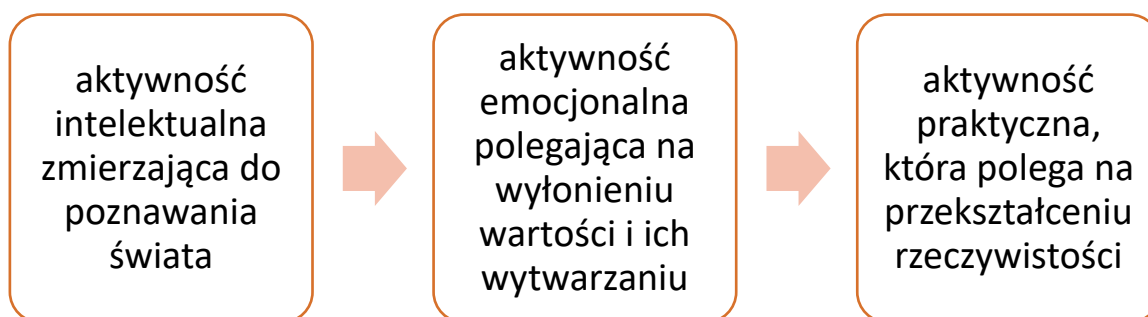 aktywność
intelektualna
zmierzająca do
poznawania
świata
aktywność
emocjonalna
polegająca na
wyłonieniu
wartości i ich
wytwarzaniu
aktywność
praktyczna,
która polega na
przekształceniu
rzeczywistości